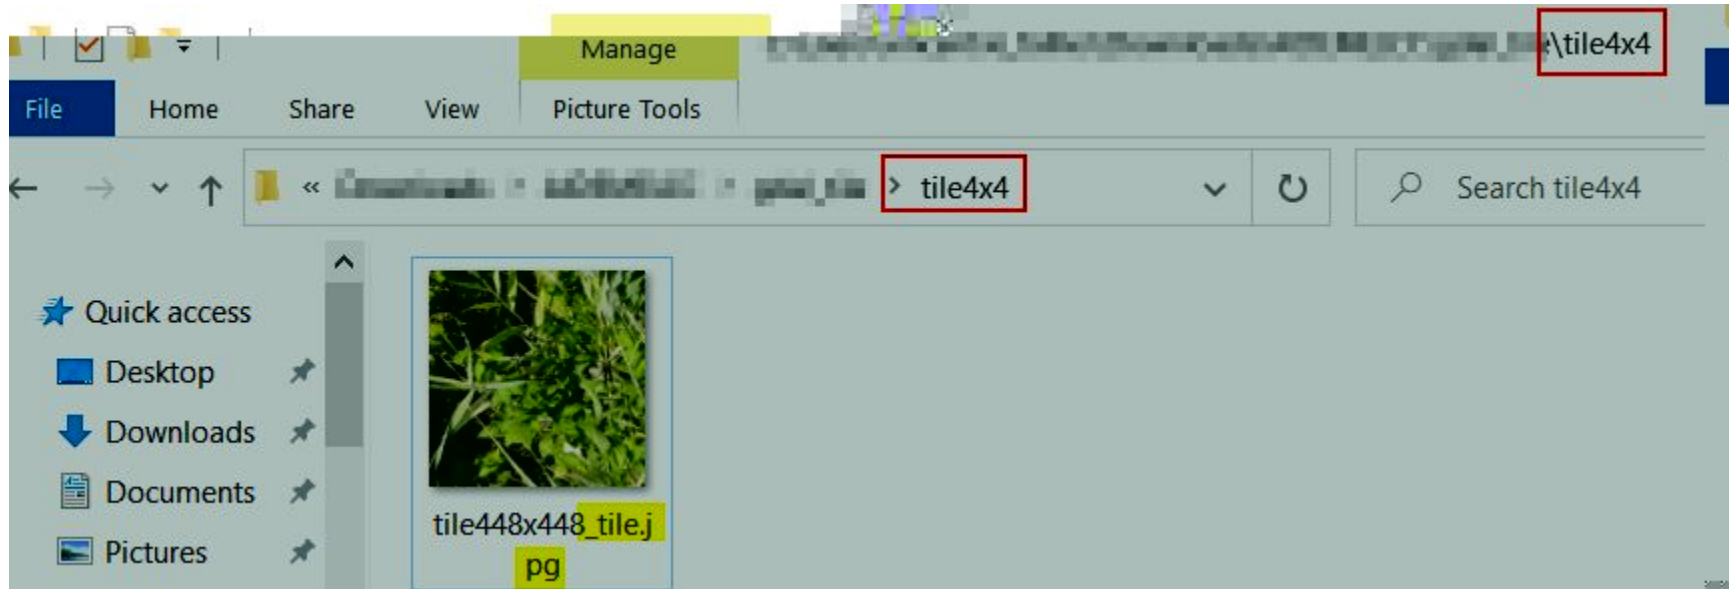 Manage
\tile4x4
File Home Share View Picture Tools
« > tile4x4 Search tile4x4
Quick access
Desktop
Downloads
Documents
Pictures
tile448x448_tile.j
pg